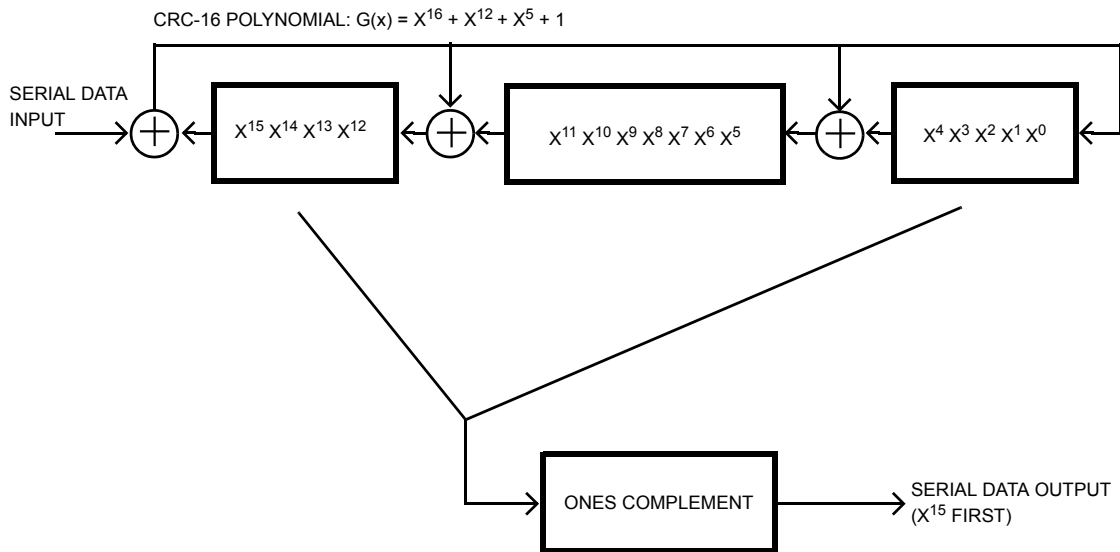 CRC-16 POLYNOMIAL: G(x) = X¹⁶ + X¹² + X⁵ + 1
SERIAL DATA
INPUT
X¹⁵ X¹⁴ X¹³ X¹²
X¹¹ X¹⁰ X⁹ X⁸ X⁷ X⁶ X⁵
X⁴ X³ X² X¹ X⁰
ONES COMPLEMENT
SERIAL DATA OUTPUT
(X¹⁵ FIRST)